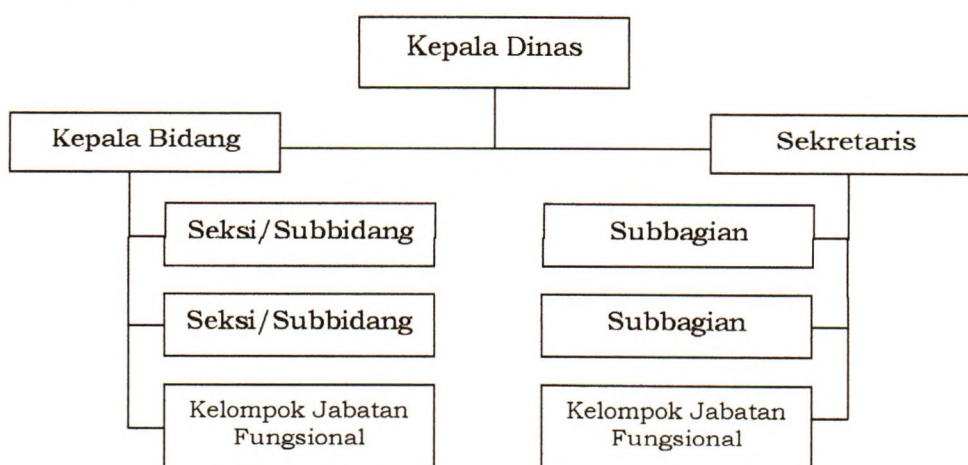 Kepala Dinas
Kepala Bidang
Sekretaris
Seksi/Subbidang
Subbagian
Seksi/Subbidang
Subbagian
Kelompok Jabatan
Fungsional
Kelompok Jabatan
Fungsional